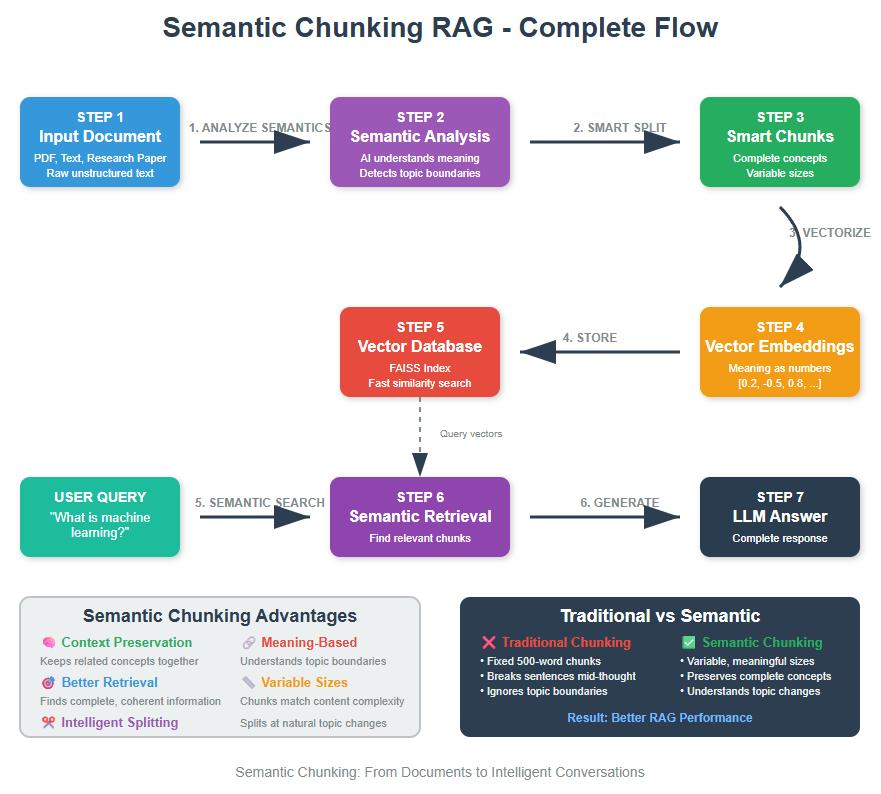 Semantic Chunking RAG - Complete Flow
STEP 1
Input Document
PDF, Text, Research Paper
Raw unstructured text
1. ANALYZE SEMANTICS
STEP 2
Semantic Analysis
AI understands meaning
Detects topic boundaries
2. SMART SPLIT
STEP 3
Smart Chunks
Complete concepts
Variable sizes
3. VECTORIZE
STEP 4
Vector Embeddings
Meaning as numbers
[0.2, -0.5, 0.8, ...]
4. STORE
STEP 5
Vector Database
FAISS Index
Fast similarity search
Query vectors
USER QUERY
"What is machine
learning?"
5. SEMANTIC SEARCH
STEP 6
Semantic Retrieval
Find relevant chunks
6. GENERATE
STEP 7
LLM Answer
Complete response
Semantic Chunking Advantages
Context Preservation
Keeps related concepts together
Better Retrieval
Finds complete, coherent information
Intelligent Splitting
Meaning-Based
Understands topic boundaries
Variable Sizes
Chunks match content complexity
Splits at natural topic changes
Traditional vs Semantic
❌ Traditional Chunking
• Fixed 500-word chunks
• Breaks sentences mid-thought
• Ignores topic boundaries
✅ Semantic Chunking
• Variable, meaningful sizes
• Preserves complete concepts
• Understands topic changes
Result: Better RAG Performance
Semantic Chunking: From Documents to Intelligent Conversations